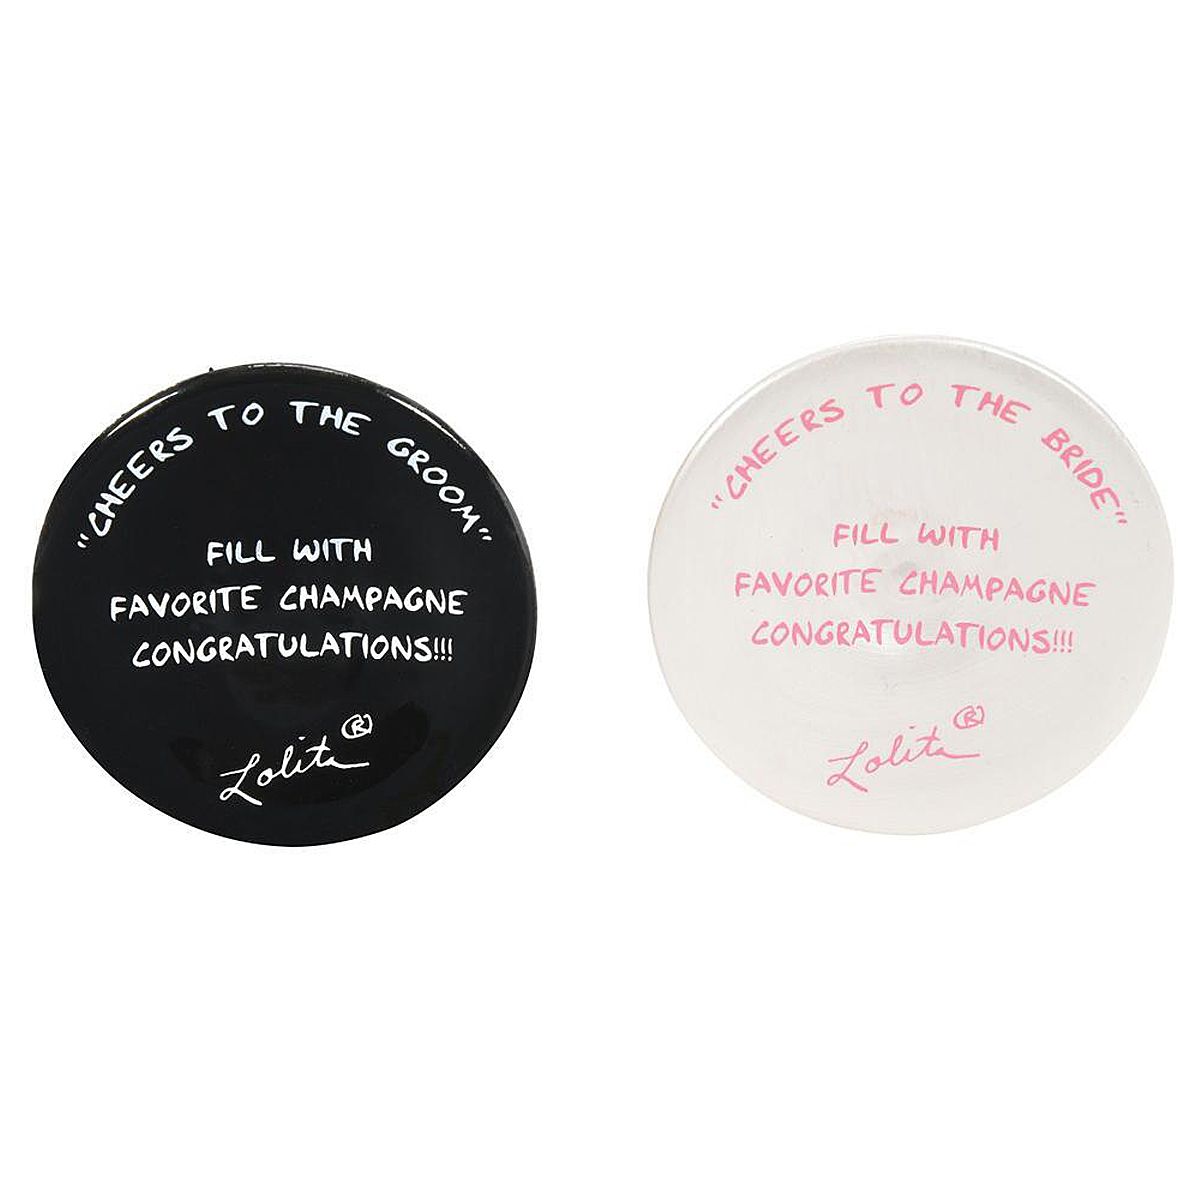 "CHEERS TO THE GROOM"
FILL WITH
FAVORITE CHAMPAGNE
CONGRATULATIONS!!!
Lolita®
"CHEERS TO THE BRIDE"
FILL WITH
FAVORITE CHAMPAGNE
CONGRATULATIONS!!!
Lolita®